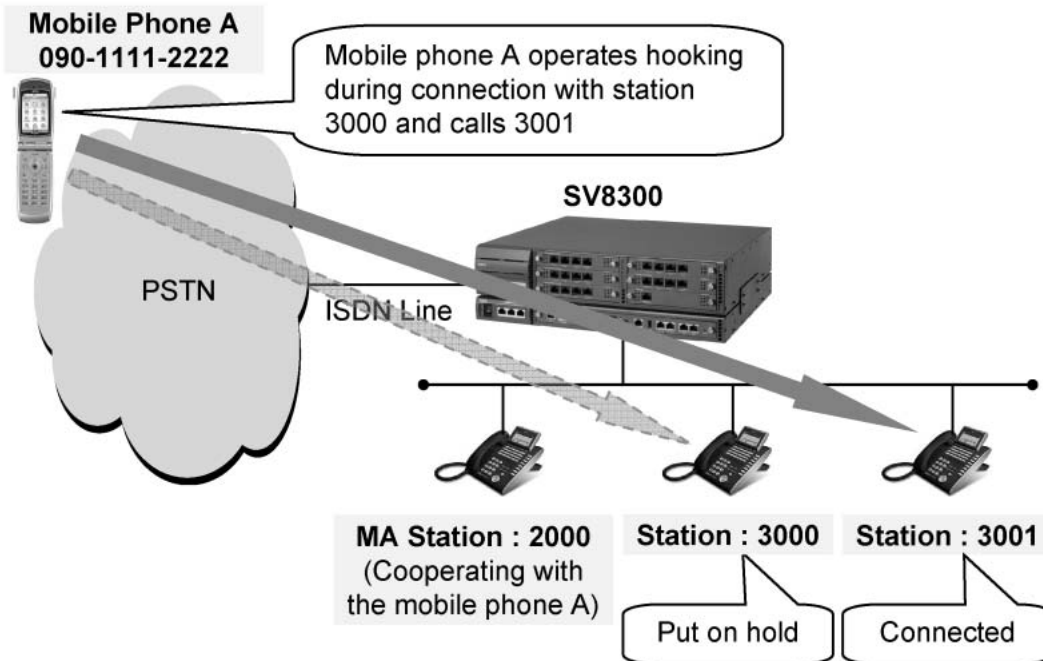 Mobile Phone A
090-1111-2222
Mobile phone A operates hooking
during connection with station
3000 and calls 3001
SV8300
PSTN
ISDN Line
MA Station : 2000
(Cooperating with
the mobile phone A)
Station : 3000
Station : 3001
Put on hold
Connected